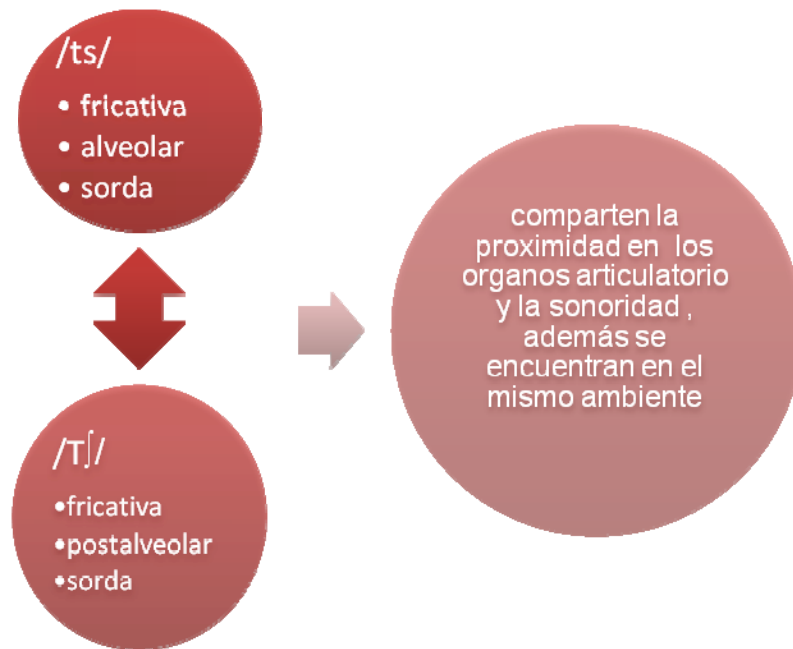 /ts/
• fricativa
• alveolar
• sorda
/T∫/
•fricativa
•postalveolar
•sorda
comparten la
proximidad en los
organos articulatorio
y la sonoridad ,
además se
encuentran en el
mismo ambiente